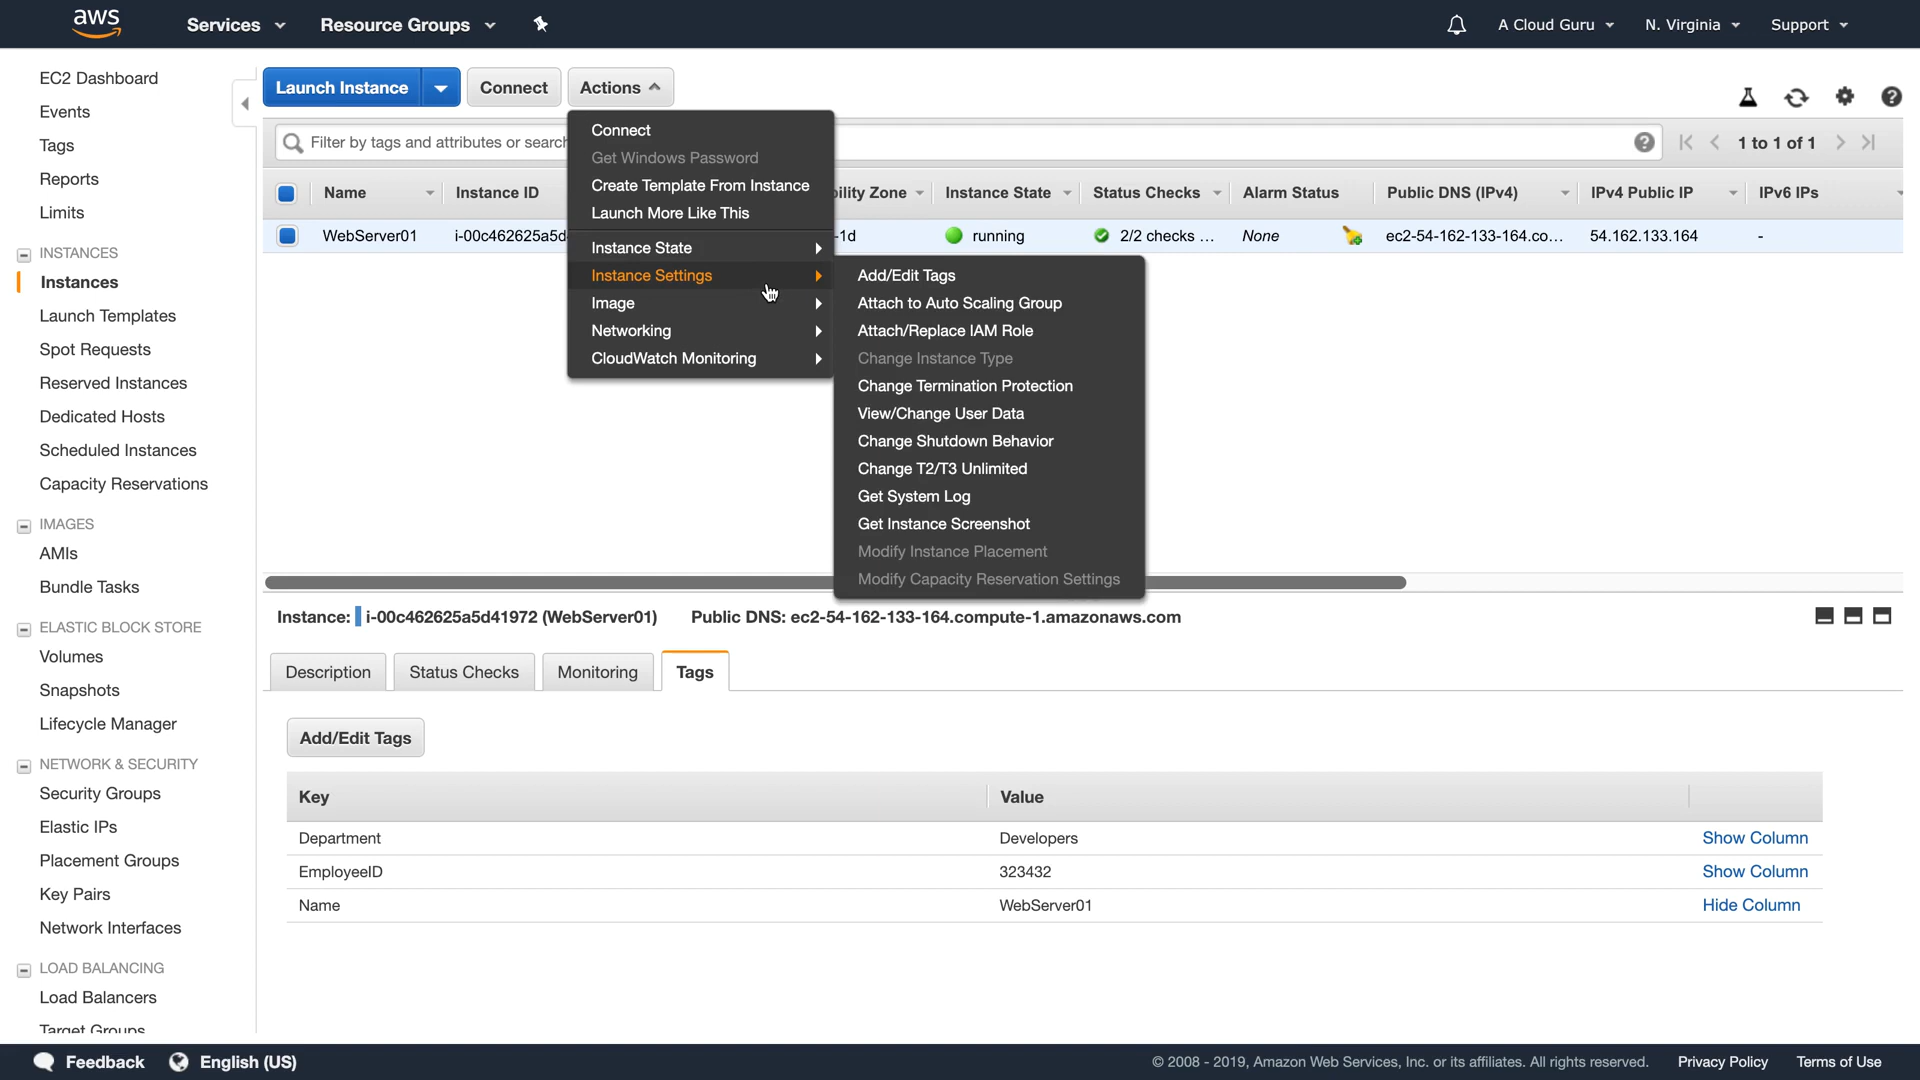 aws Services Resource Groups A Cloud Guru N. Virginia Support
EC2 Dashboard
Events
Tags
Reports
Limits
INSTANCES
Instances
Launch Templates
Spot Requests
Reserved Instances
Dedicated Hosts
Scheduled Instances
Capacity Reservations
IMAGES
AMIs
Bundle Tasks
ELASTIC BLOCK STORE
Volumes
Snapshots
Lifecycle Manager
NETWORK & SECURITY
Security Groups
Elastic IPs
Placement Groups
Key Pairs
Network Interfaces
LOAD BALANCING
Load Balancers
Target Groups
Launch Instance Connect Actions
Filter by tags and attributes or search 1 to 1 of 1
Name Instance ID bility Zone Instance State Status Checks Alarm Status Public DNS (IPv4) IPv4 Public IP IPv6 IPs
WebServer01 i-00c462625a5d -1d running 2/2 checks ... None ec2-54-162-133-164.co... 54.162.133.164 -
Connect
Get Windows Password
Create Template From Instance
Launch More Like This
Instance State
Instance Settings
Image
Networking
CloudWatch Monitoring
Add/Edit Tags
Attach to Auto Scaling Group
Attach/Replace IAM Role
Change Instance Type
Change Termination Protection
View/Change User Data
Change Shutdown Behavior
Change T2/T3 Unlimited
Get System Log
Get Instance Screenshot
Modify Instance Placement
Modify Capacity Reservation Settings
Instance: i-00c462625a5d41972 (WebServer01) Public DNS: ec2-54-162-133-164.compute-1.amazonaws.com
Description Status Checks Monitoring Tags
Add/Edit Tags
Key Value
Department Developers Show Column
EmployeeID 323432 Show Column
Name WebServer01 Hide Column
Feedback English (US) © 2008 - 2019, Amazon Web Services, Inc. or its affiliates. All rights reserved. Privacy Policy Terms of Use